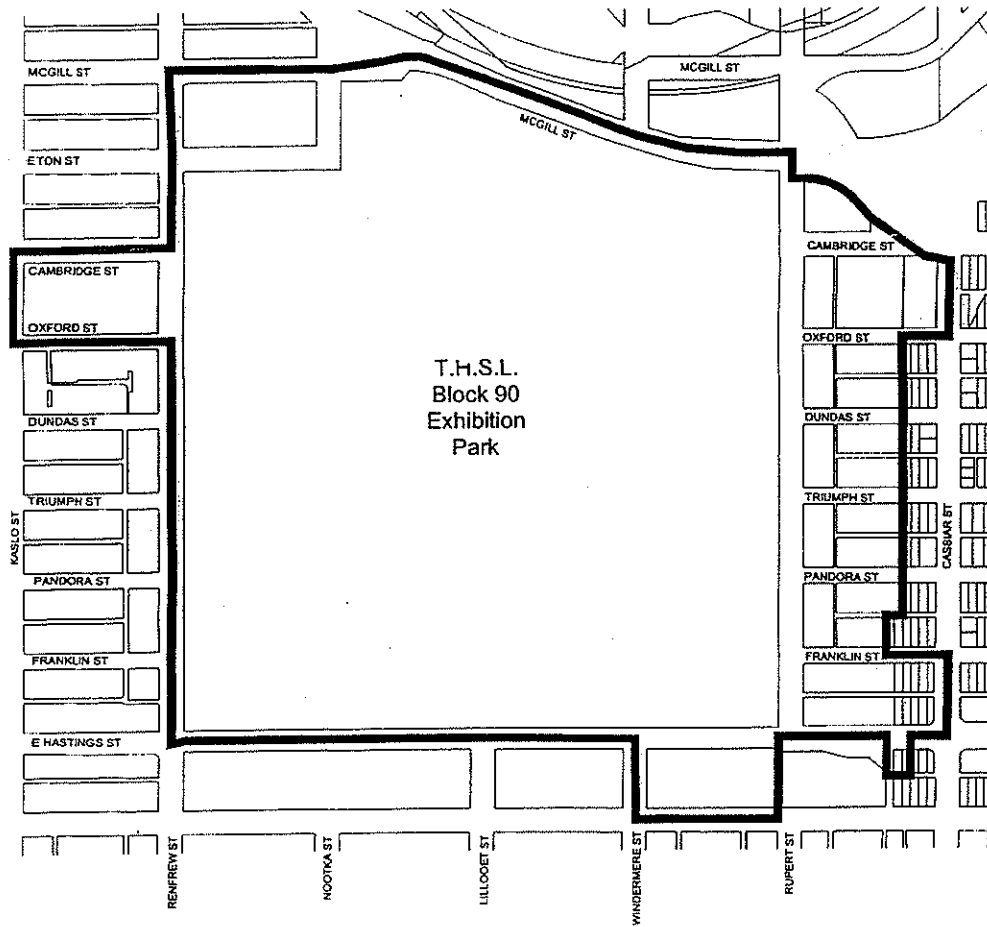 MCGILL ST
MCGILL ST
MCGILL ST
ETON ST
CAMBRIDGE ST
CAMBRIDGE ST
OXFORD ST
OXFORD ST
T.H.S.L.
Block 90
Exhibition
Park
DUNDAS ST
DUNDAS ST
TRIUMPH ST
TRIUMPH ST
KASLO ST
CASSIAR ST
PANDORA ST
PANDORA ST
FRANKLIN ST
FRANKLIN ST
E HASTINGS ST
RENFREW ST
NOOTKA ST
LILLOOET ST
WINDERMERE ST
RUPERT ST